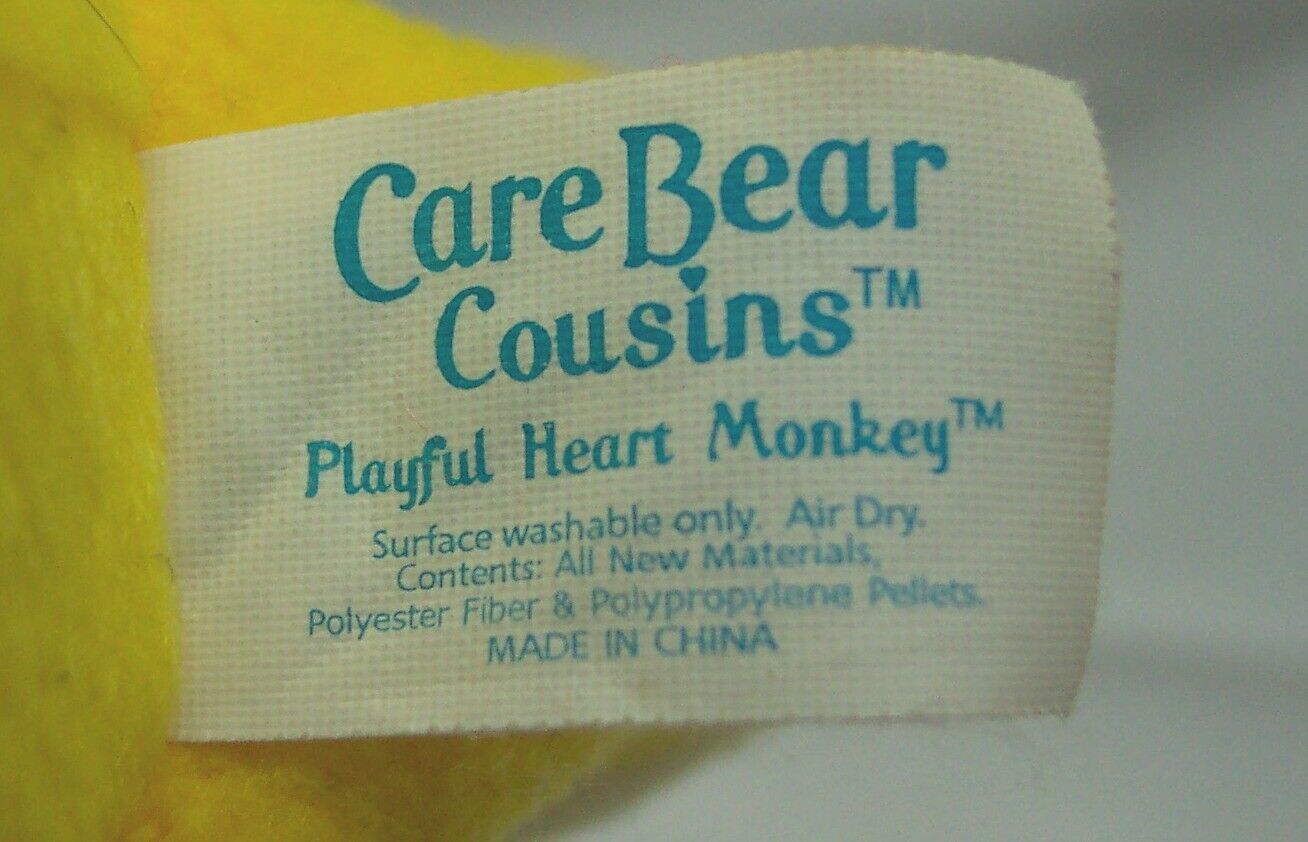 Care Bear
Cousins™
Playful Heart Monkey™
Surface washable only. Air Dry.
Contents: All New Materials,
Polyester Fiber & Polypropylene Pellets.
MADE IN CHINA